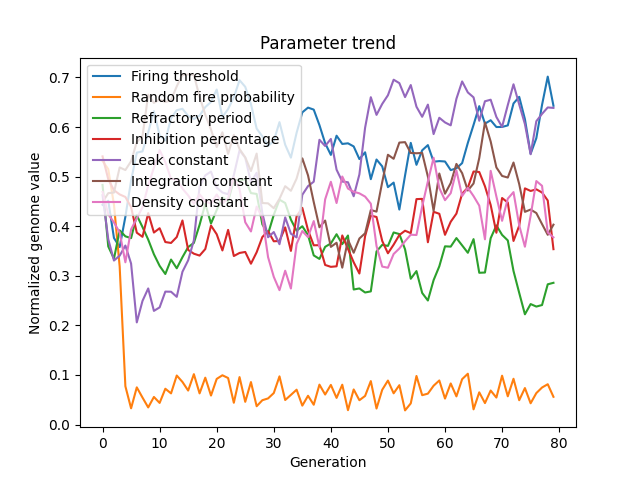 Parameter trend
Firing threshold
Random fire probability
Refractory period
Inhibition percentage
Leak constant
Integration constant
Density constant
Normalized genome value
0.7
0.6
0.5
0.4
0.3
0.2
0.1
0.0
0 10 20 30 40 50 60 70 80
Generation